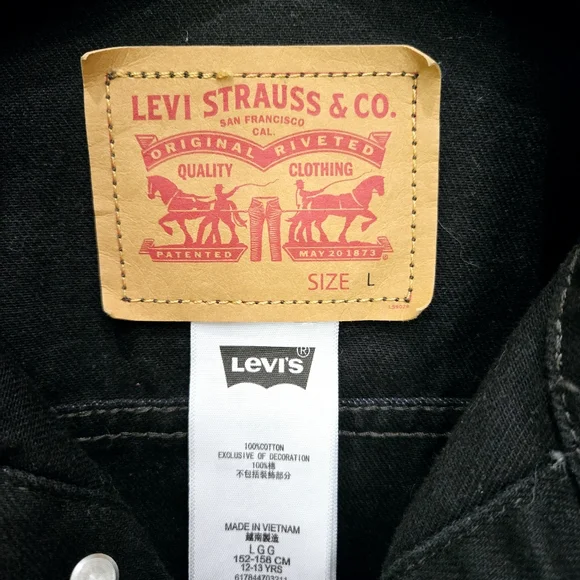 LEVI STRAUSS & CO.
SAN FRANCISCO
CAL.
ORIGINAL RIVETED
QUALITY CLOTHING
PATENTED MAY 20 1873
SIZE L
LEVI'S®
100%COTTON
EXCLUSIVE OF DECORATION
100%棉
不包括裝飾部分
MADE IN VIETNAM
越南製造
L G G
152-158 CM
12-13 YRS